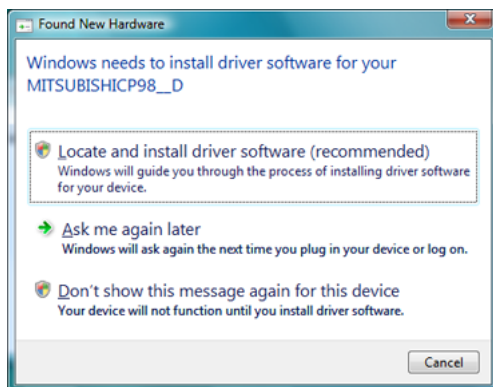 Found New Hardware
Windows needs to install driver software for your
MITSUBISHICP98__D
Locate and install driver software (recommended)
Windows will guide you through the process of installing driver software
for your device.
Ask me again later
Windows will ask again the next time you plug in your device or log on.
Don't show this message again for this device
Your device will not function until you install driver software.
Cancel